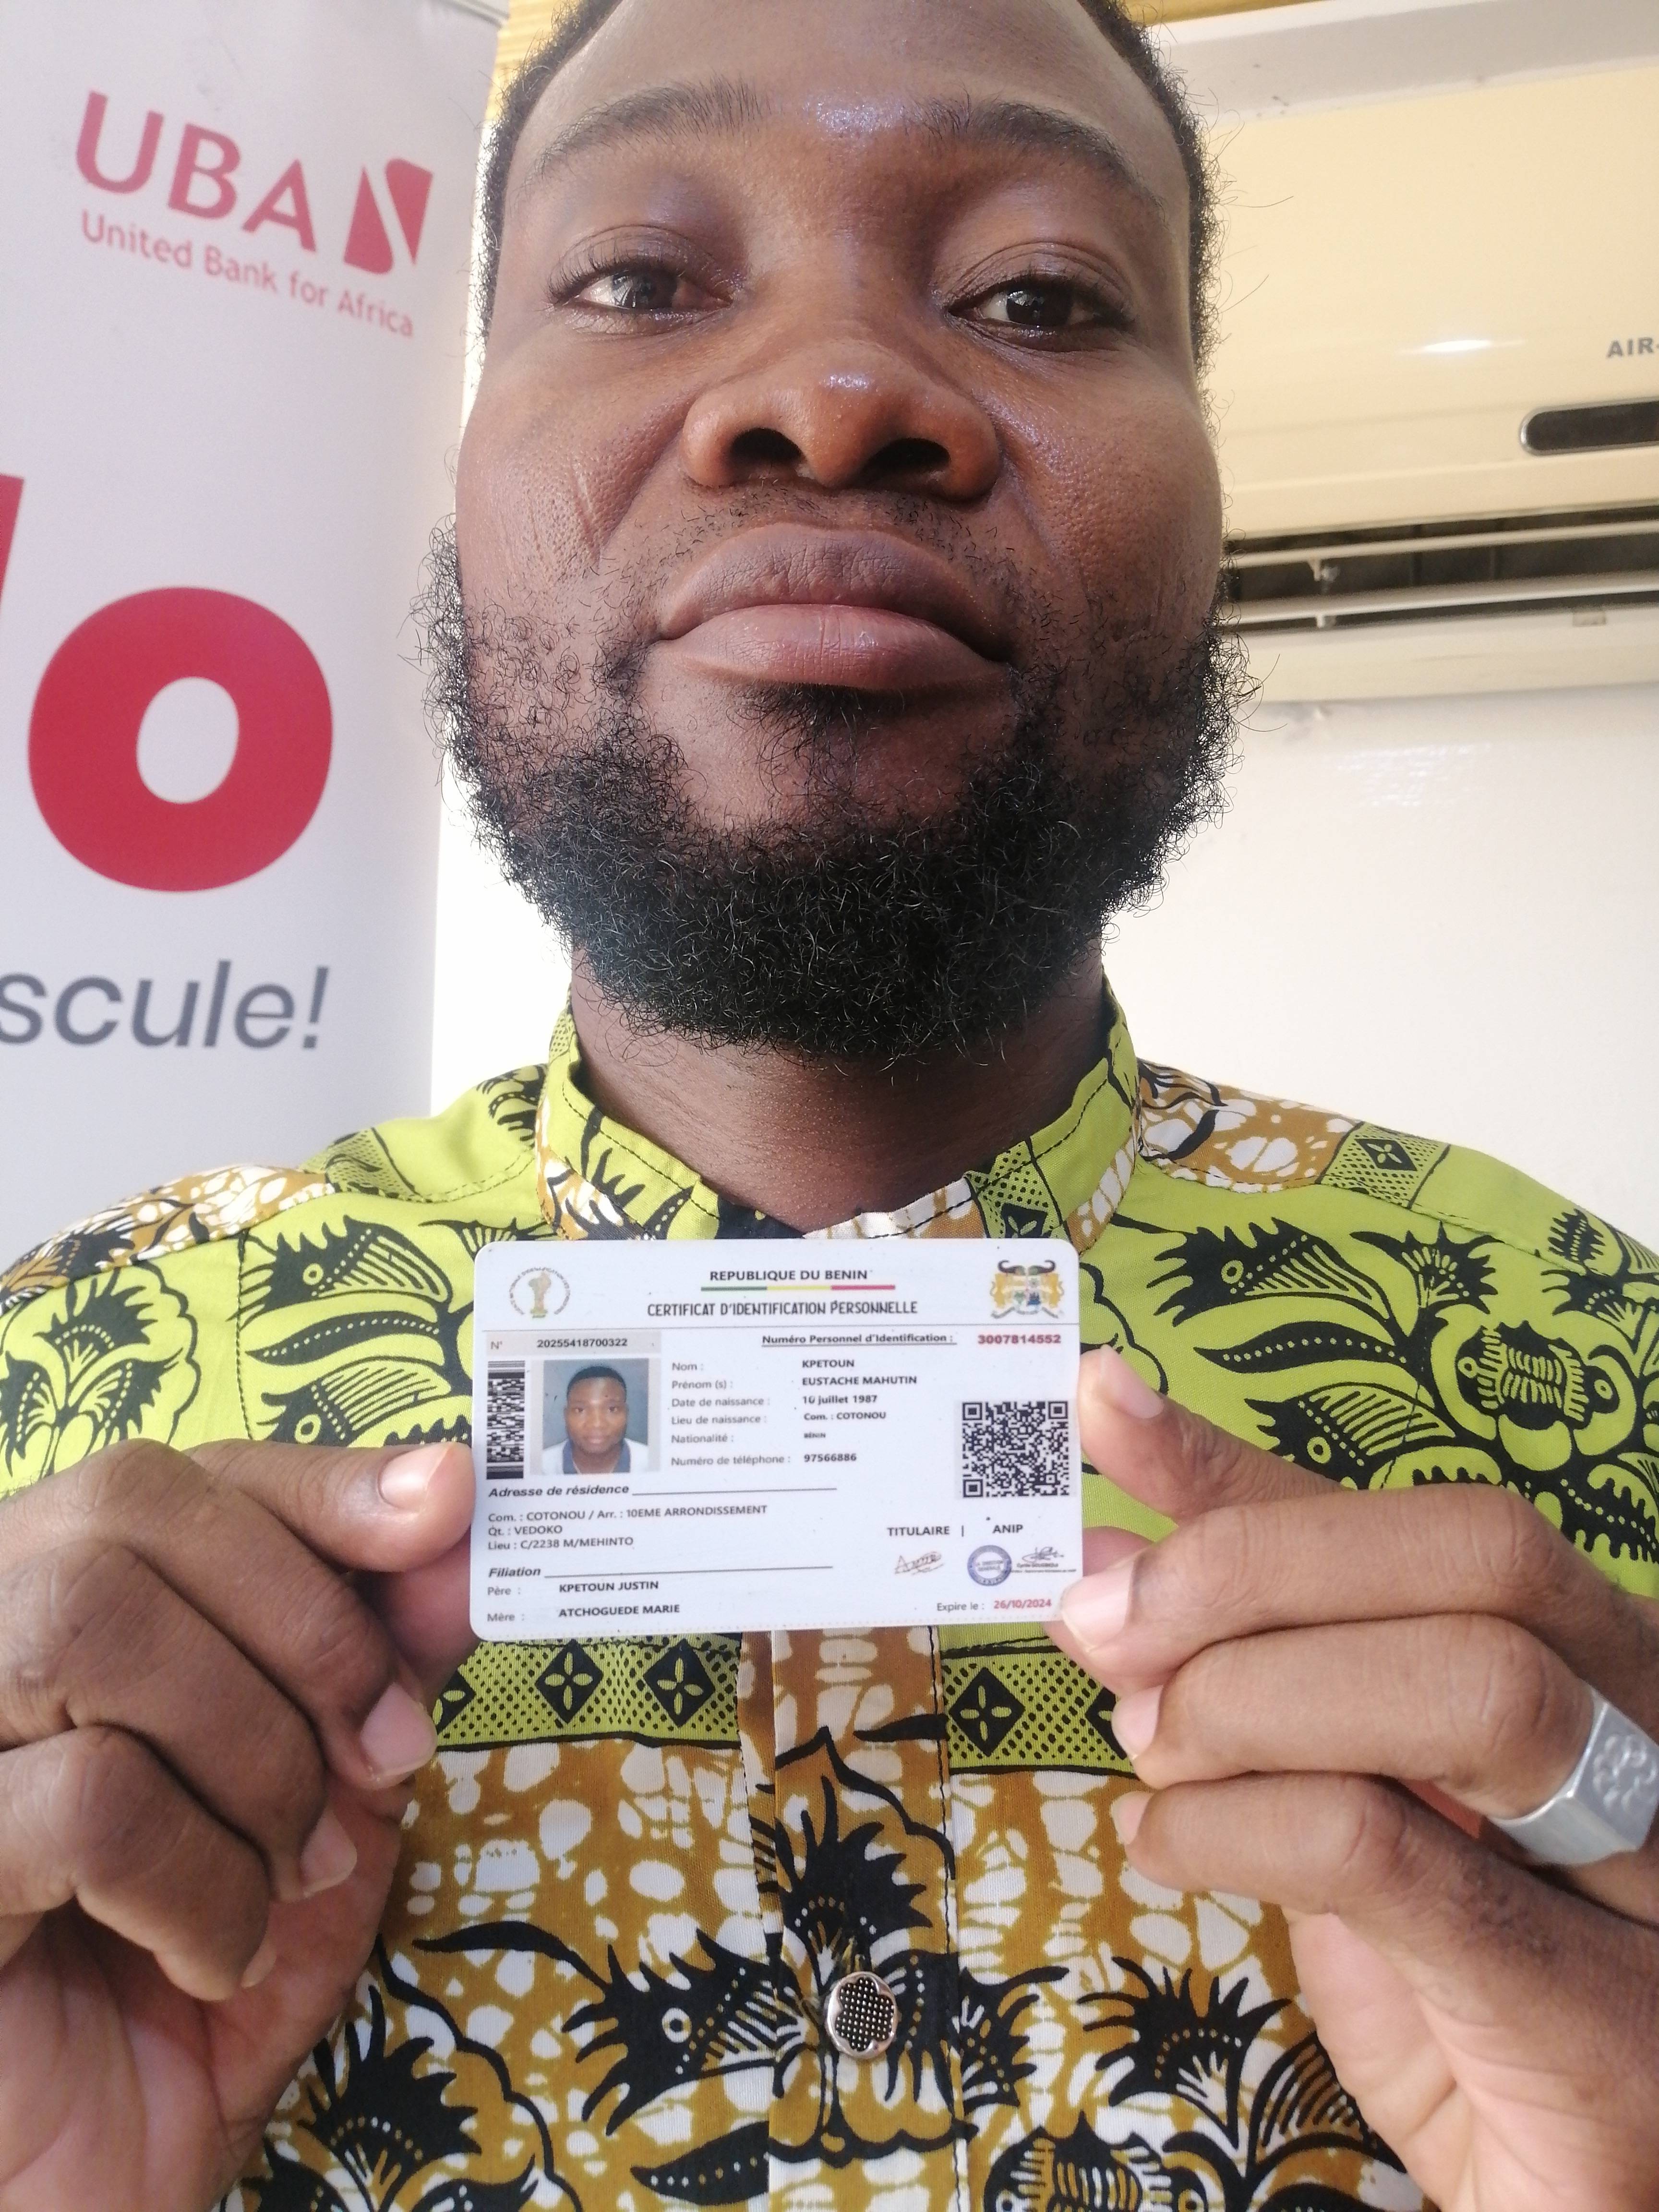 UBA
United Bank for Africa
lo
scule!
AIR-
REPUBLIQUE DU BENIN
CERTIFICAT D'IDENTIFICATION PERSONNELLE
N° 20255418700322
Numéro Personnel d'Identification : 3007814552
Nom : KPETOUN
Prénom (s) : EUSTACHE MAHUTIN
Date de naissance : 10 juillet 1987
Lieu de naissance : Com. : COTONOU
Nationalité : BENIN
Numéro de téléphone : 97566886
Adresse de résidence
Com. : COTONOU / Arr. : 10EME ARRONDISSEMENT
Qt. : VEDOKO
Lieu : C/2238 M/MEHINTO
TITULAIRE | ANIP
Filiation
Père : KPETOUN JUSTIN
Mère : ATCHOGUEDE MARIE
Expire le : 26/10/2024